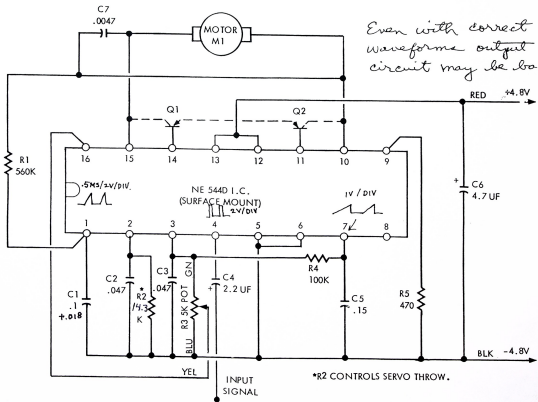 C7
.0047
MOTOR
M1
Even with correct
waveforms output
circuit may be ba
RED +4.8V
Q1
Q2
16
15
14
13
12
11
10
9
R1
560K
.5MS/2V/DIV.
NE 544D I.C.
(SURFACE MOUNT)
2V/DIV
1V/DIV
C6
4.7 UF
+
1
2
3
4
5
6
7
8
C1
.1
+.018
C2
.047
*
R2
14.3
K
C3
.047
R3 5K POT
GN
BLU
YEL
+
C4
2.2 UF
R4
100K
C5
.15
R5
470
BLK -4.8V
INPUT
SIGNAL
*R2 CONTROLS SERVO THROW.